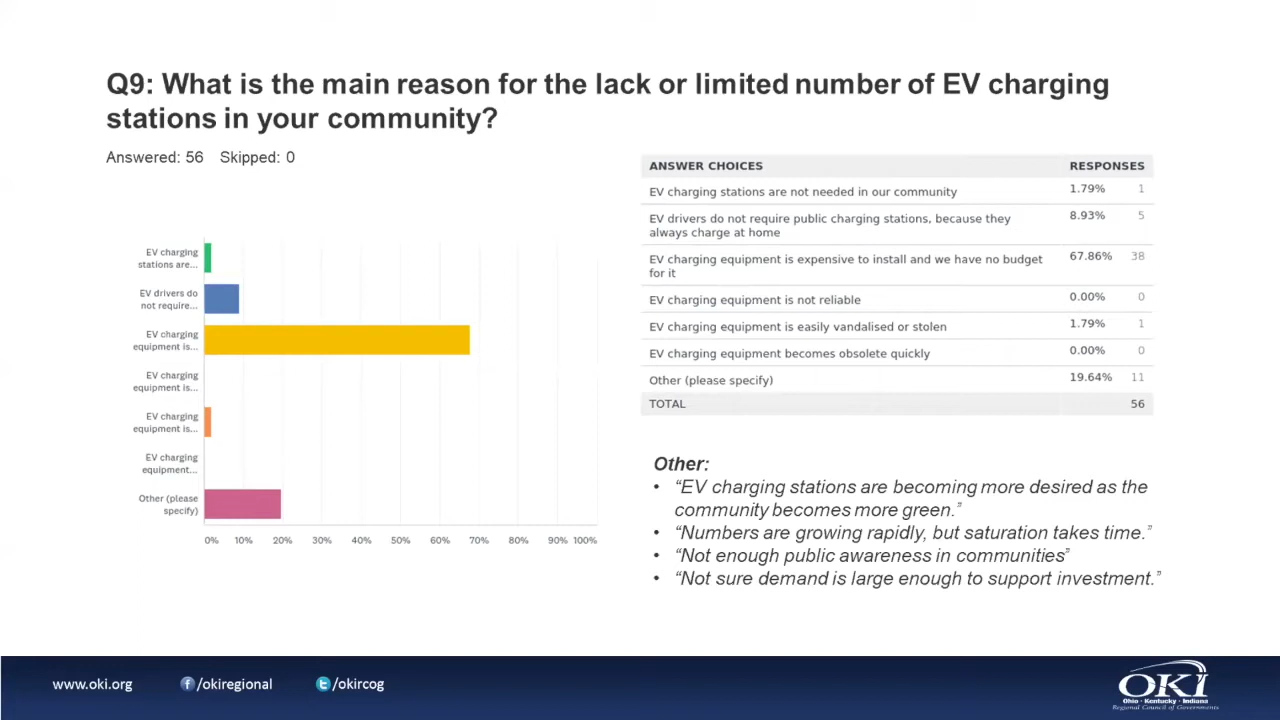 Q9: What is the main reason for the lack or limited number of EV charging
stations in your community?
Answered: 56 Skipped: 0
EV charging
stations are...
EV drivers do
not require...
EV charging
equipment is...
EV charging
equipment is...
EV charging
equipment is...
EV charging
equipment...
Other (please
specify)
0% 10% 20% 30% 40% 50% 60% 70% 80% 90% 100%
ANSWER CHOICES RESPONSES
EV charging stations are not needed in our community 1.79% 1
EV drivers do not require public charging stations, because they
always charge at home 8.93% 5
EV charging equipment is expensive to install and we have no budget
for it 67.86% 38
EV charging equipment is not reliable 0.00% 0
EV charging equipment is easily vandalised or stolen 1.79% 1
EV charging equipment becomes obsolete quickly 0.00% 0
Other (please specify) 19.64% 11
TOTAL 56
Other:
• “EV charging stations are becoming more desired as the
community becomes more green.”
• “Numbers are growing rapidly, but saturation takes time.”
• “Not enough public awareness in communities”
• “Not sure demand is large enough to support investment.”
www.oki.org /okiregional /okircog
OKI
Ohio • Kentucky • Indiana
Regional Council of Governments